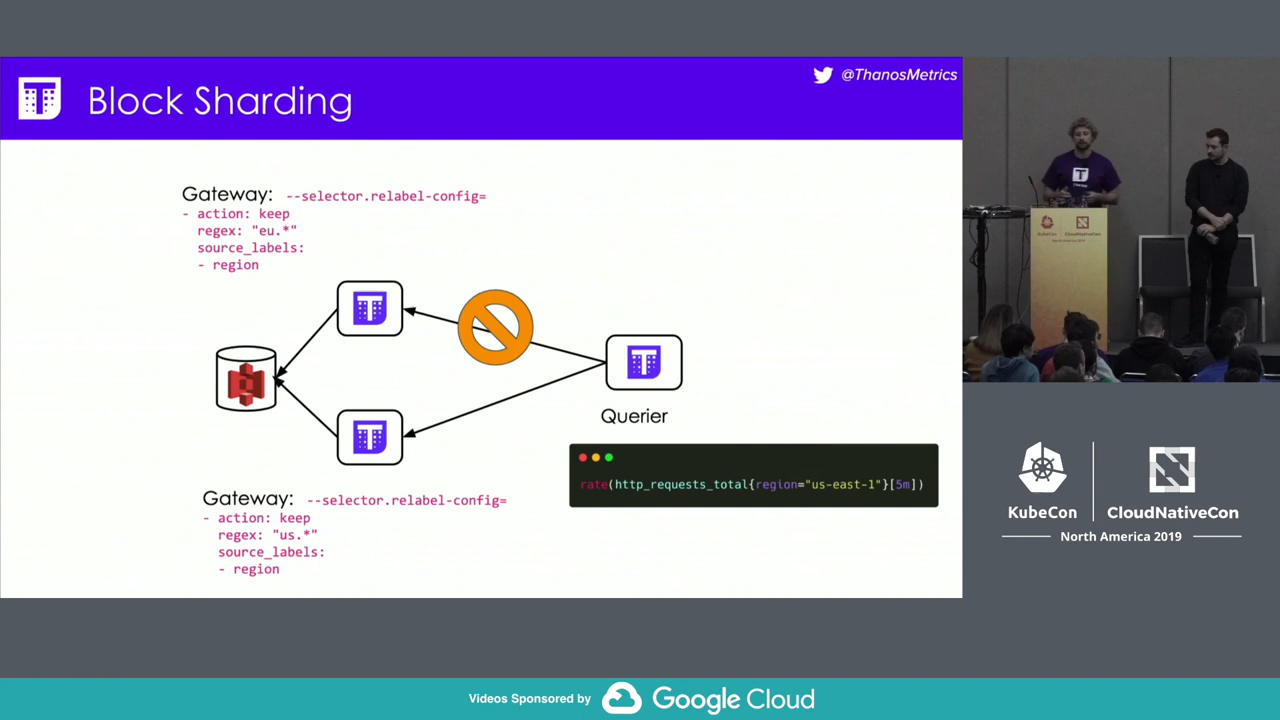 Block Sharding
@ThanosMetrics
Gateway: --selector.relabel-config=
- action: keep
regex: "eu.*"
source_labels:
- region
T
T
T
T
Querier
rate(http_requests_total{region="us-east-1"}[5m])
Gateway: --selector.relabel-config=
- action: keep
regex: "us.*"
source_labels:
- region
KubeCon
CloudNativeCon
KubeCon
CloudNativeCon
North America 2019
Videos Sponsored by
Google Cloud